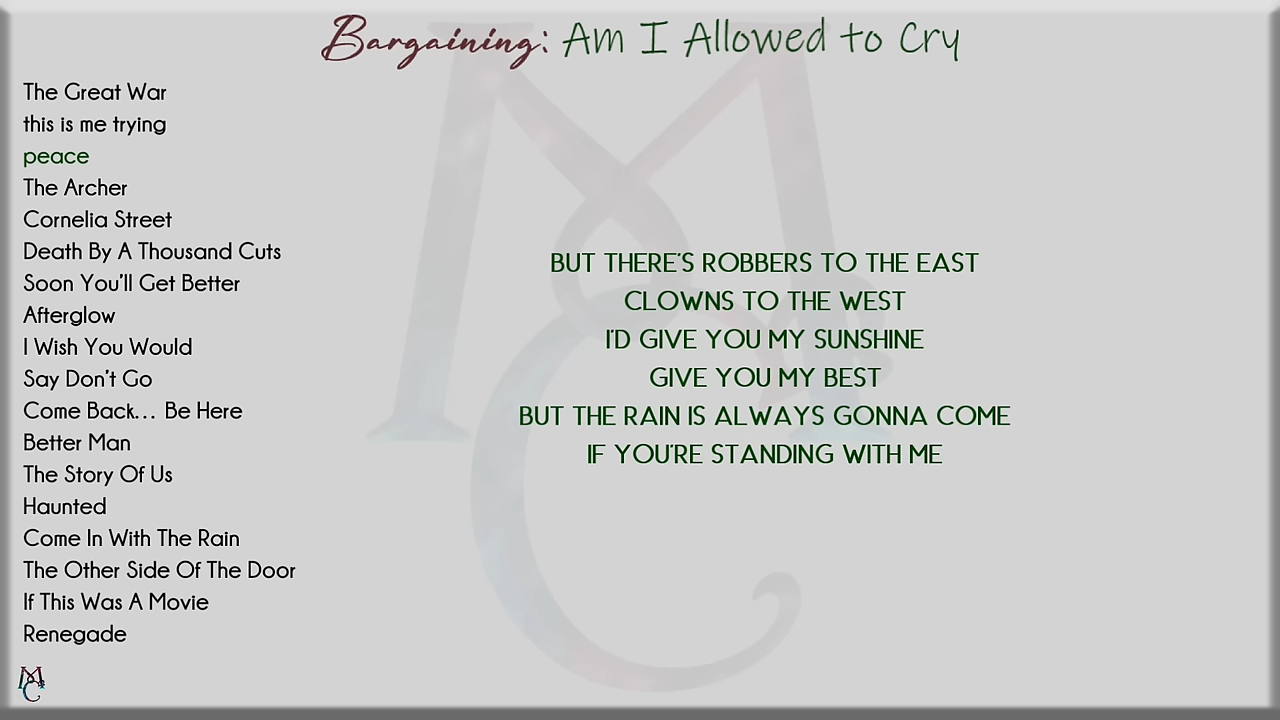 Bargaining: Am I Allowed to Cry
The Great War
this is me trying
peace
The Archer
Cornelia Street
Death By A Thousand Cuts
Soon You'll Get Better
Afterglow
I Wish You Would
Say Don't Go
Come Back... Be Here
Better Man
The Story Of Us
Haunted
Come In With The Rain
The Other Side Of The Door
If This Was A Movie
Renegade
BUT THERE'S ROBBERS TO THE EAST
CLOWNS TO THE WEST
I'D GIVE YOU MY SUNSHINE
GIVE YOU MY BEST
BUT THE RAIN IS ALWAYS GONNA COME
IF YOU'RE STANDING WITH ME